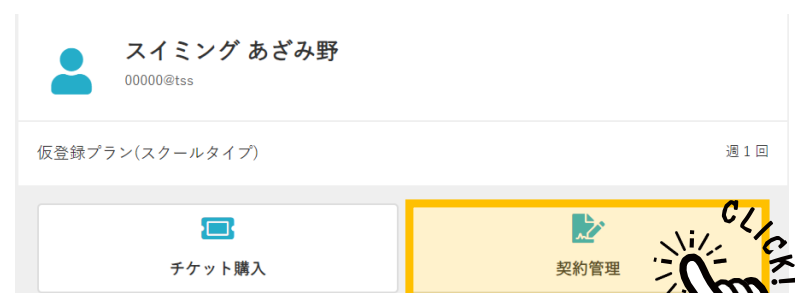 スイミング あざみ野
00000@tss
仮登録プラン(スクールタイプ)
週1回
チケット購入
契約管理
CLICK!